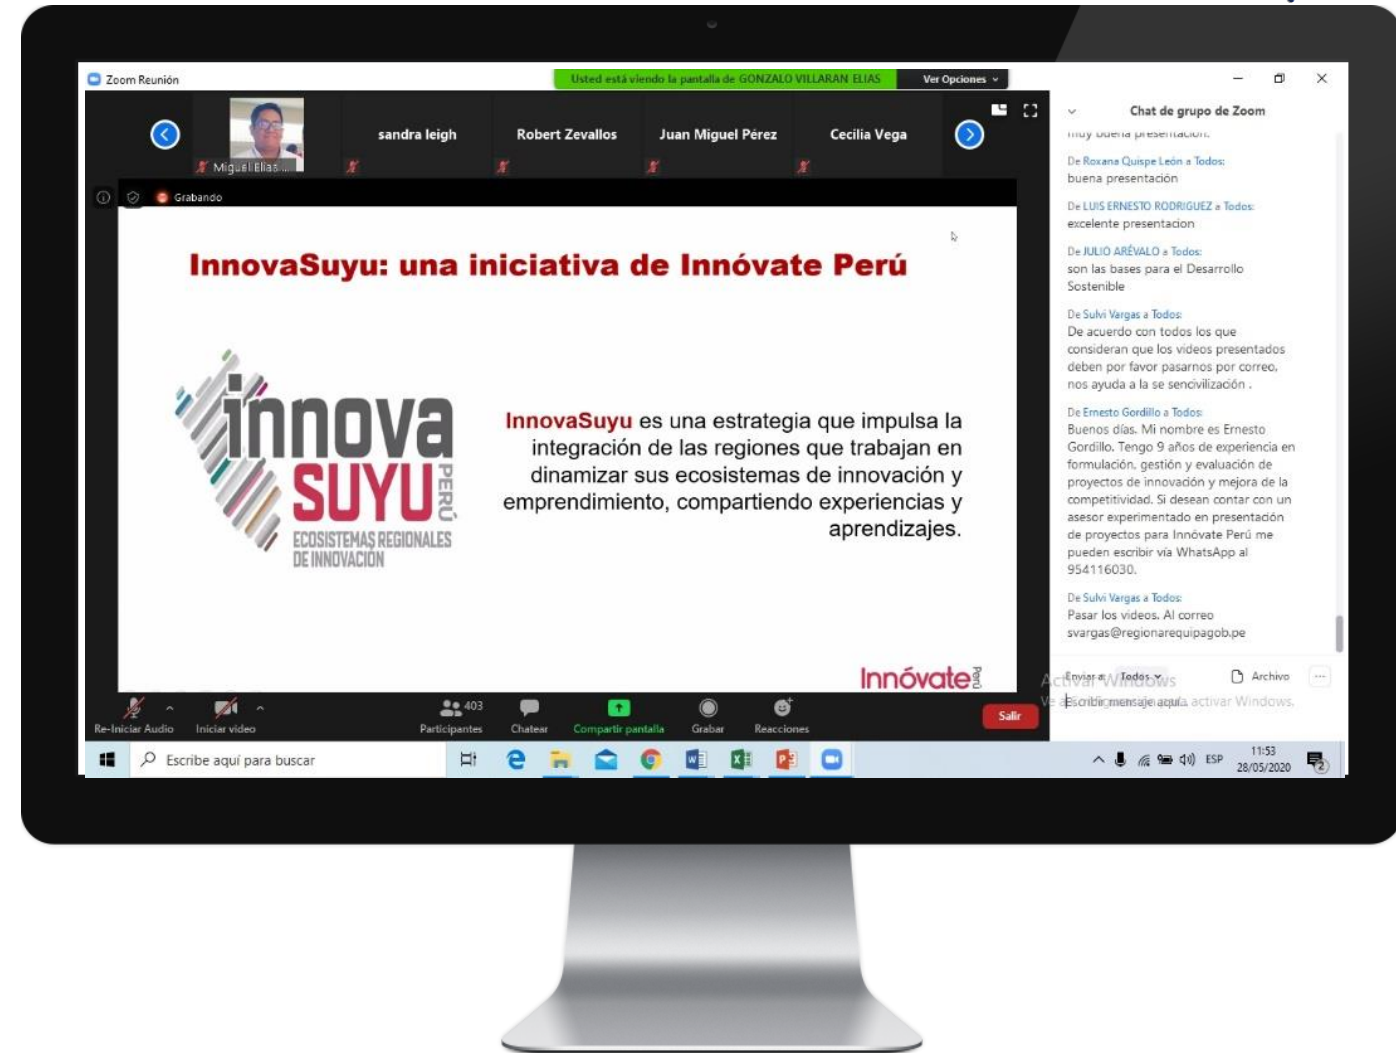 Zoom Reunión
Usted está viendo la pantalla de GONZALO VILLARAN ELIAS
Ver Opciones
Miguel Elias ...
sandra leigh
Robert Zevallos
Juan Miguel Pérez
Cecilia Vega
Grabando
InnovaSuyu: una iniciativa de Innóvate Perú
innova
SUYU
PERÚ
ECOSISTEMAS REGIONALES
DE INNOVACIÓN
InnovaSuyu es una estrategia que impulsa la
integración de las regiones que trabajan en
dinamizar sus ecosistemas de innovación y
emprendimiento, compartiendo experiencias y
aprendizajes.
Innóvate Perú
Chat de grupo de Zoom
muy buena presentación.
De Roxana Quispe León a Todos:
buena presentación
De LUIS ERNESTO RODRIGUEZ a Todos:
excelente presentacion
De JULIO ARÉVALO a Todos:
son las bases para el Desarrollo
Sostenible
De Sulvi Vargas a Todos:
De acuerdo con todos los que
consideran que los videos presentados
deben por favor pasarnos por correo,
nos ayuda a la se sencivilización .
De Ernesto Gordillo a Todos:
Buenos días. Mi nombre es Ernesto
Gordillo. Tengo 9 años de experiencia en
formulación, gestión y evaluación de
proyectos de innovación y mejora de la
competitividad. Si desean contar con un
asesor experimentado en presentación
de proyectos para Innóvate Perú me
pueden escribir vía WhatsApp al
954116030.
De Sulvi Vargas a Todos:
Pasar los videos. Al correo
svargas@regionarequipagob.pe
Enviar a: Todos
Archivo
Activar Windows
Escribir mensaje aquí...
activar Windows.
Re-Iniciar Audio
Iniciar video
403
Participantes
Chatear
Compartir pantalla
Grabar
Reacciones
Salir
Escribe aquí para buscar
ESP
11:53
28/05/2020
2